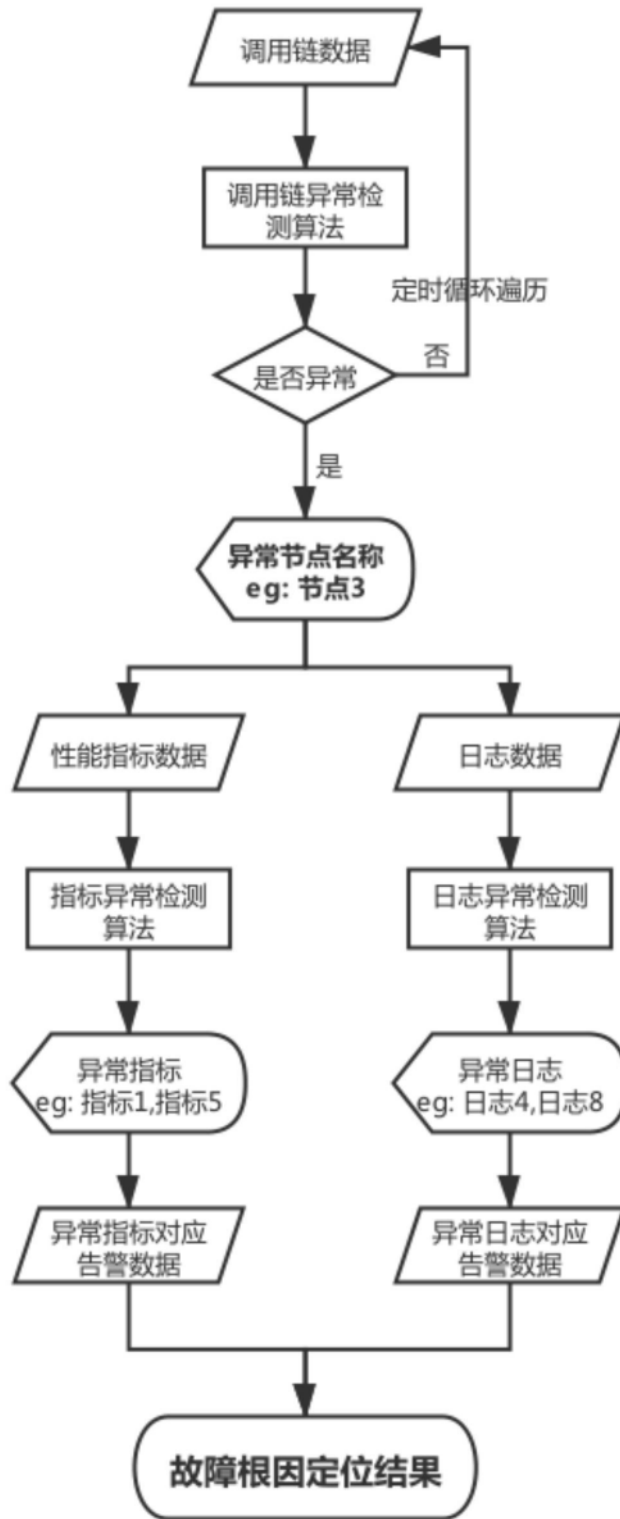 调用链数据
调用链异常检
测算法
定时循环遍历
是否异常
否
是
异常节点名称
eg: 节点3
性能指标数据
日志数据
指标异常检测
算法
日志异常检测
算法
异常指标
eg: 指标1,指标5
异常日志
eg: 日志4,日志8
异常指标对应
告警数据
异常日志对应
告警数据
故障根因定位结果